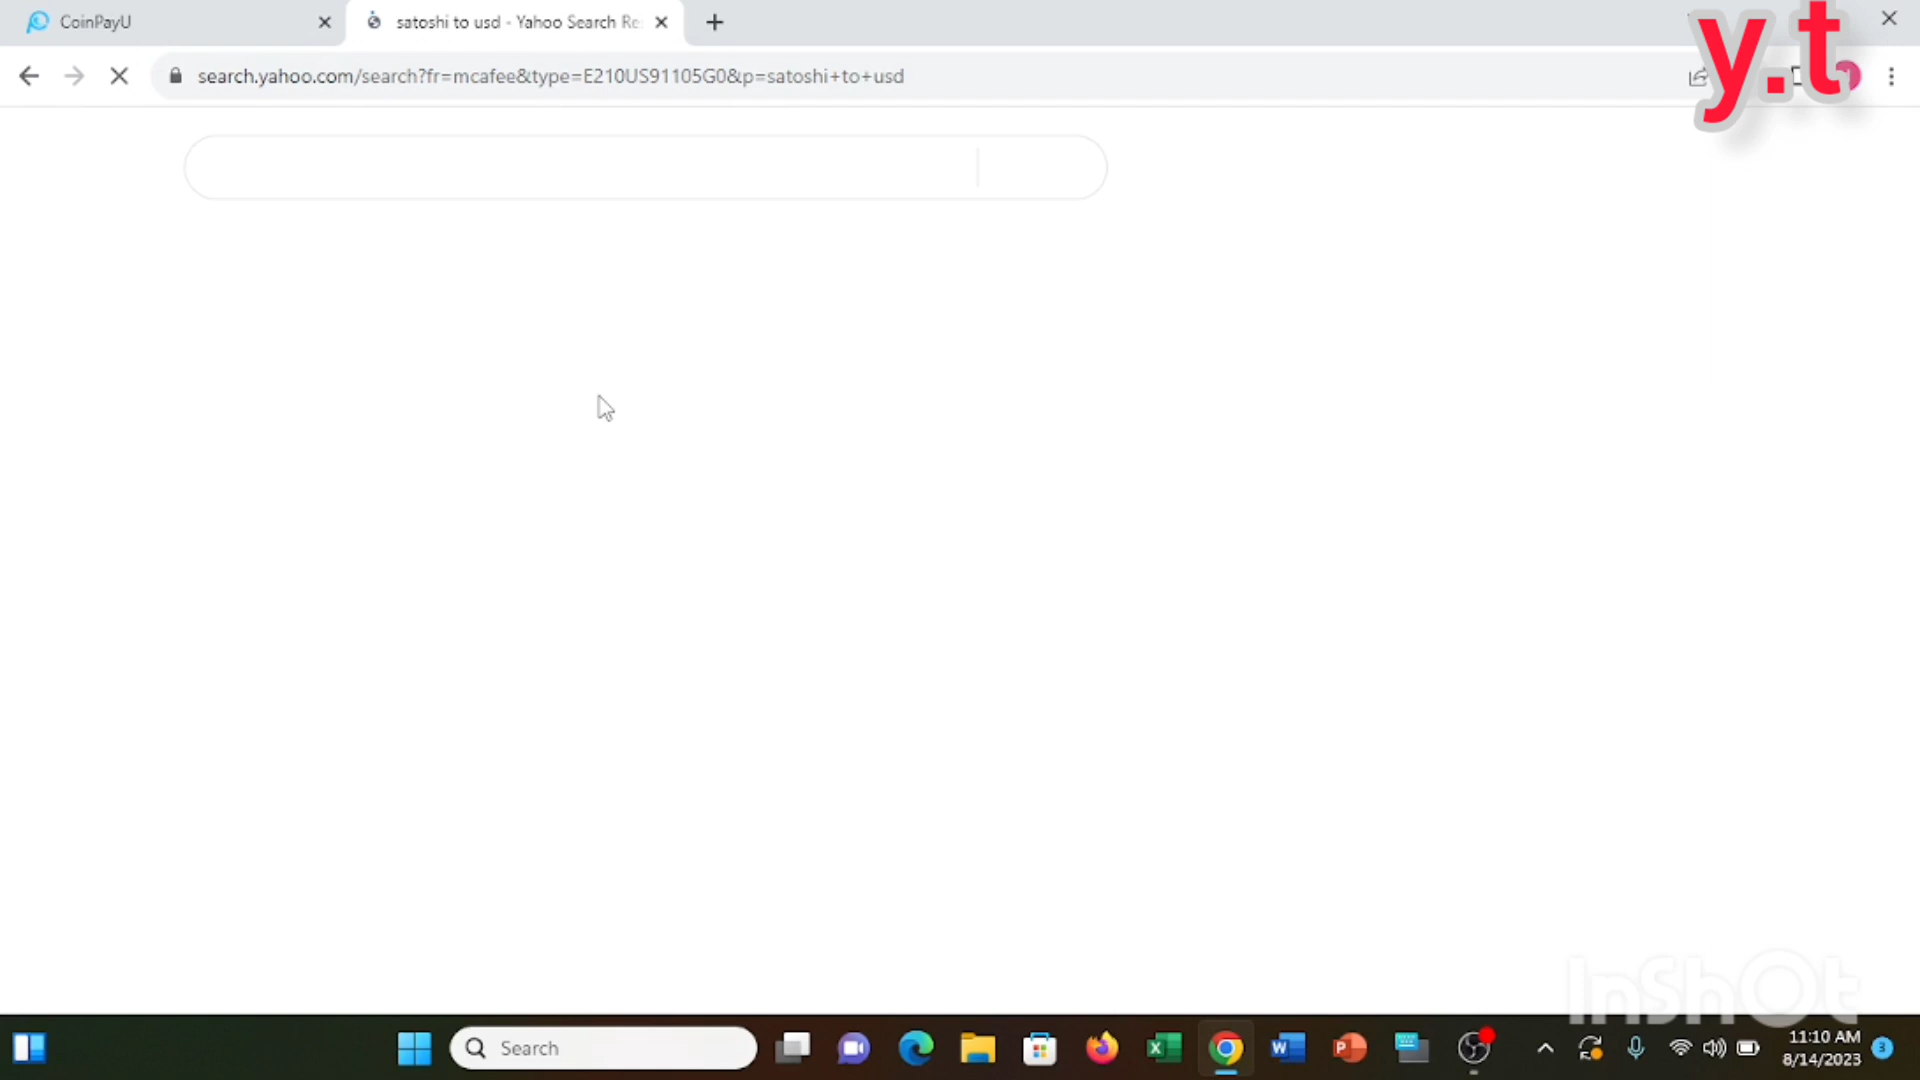 CoinPayU
satoshi to usd - Yahoo Search Re
search.yahoo.com/search?fr=mcafee&type=E210US91105G0&p=satoshi+to+usd
y.t
InShOt
Search
11:10 AM
8/14/2023
3